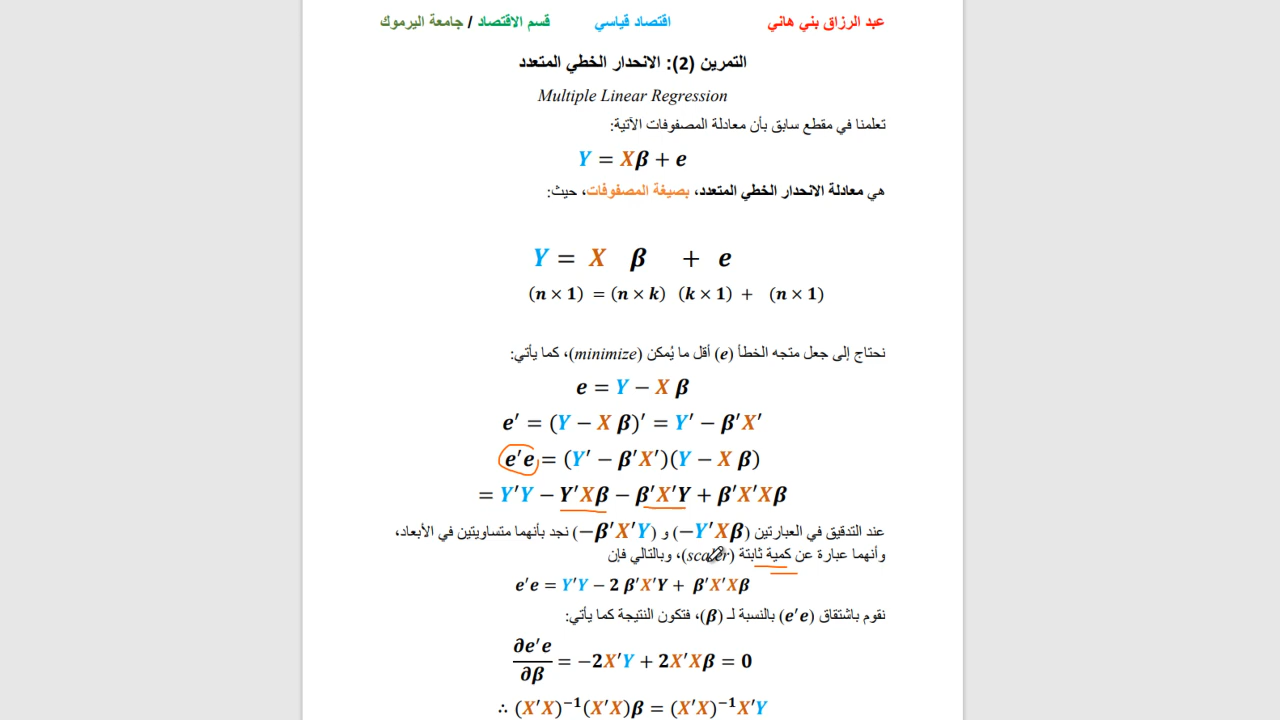 عبد الرزاق بني هاني اقتصاد قياسي قسم الاقتصاد / جامعة اليرموك
التمرين (2): الانحدار الخطي المتعدد
Multiple Linear Regression
تعلمنا في مقطع سابق بأن معادلة المصفوفات الآتية:
Y = Xβ + e
هي معادلة الانحدار الخطي المتعدد، بصيغة المصفوفات، حيث:
Y = X β + e
(n × 1) = (n × k) (k × 1) + (n × 1)
نحتاج إلى جعل متجه الخطأ (e) أقل ما يُمكن (minimize)، كما يأتي:
e = Y − X β
e′ = (Y − X β)′ = Y′ − β′X′
e′e = (Y′ − β′X′)(Y − X β)
= Y′Y − Y′Xβ − β′X′Y + β′X′Xβ
عند التدقيق في العبارتين (−Y′Xβ) و (−β′X′Y) نجد بأنهما متساويتين في الأبعاد،
وأنهما عبارة عن كمية ثابتة، وبالتالي فإن
e′e = Y′Y − 2 β′X′Y + β′X′Xβ
نقوم باشتقاق (e′e) بالنسبة لـ (β)، فتكون النتيجة كما يأتي:
∂e′e/∂β = −2X′Y + 2X′Xβ = 0
∴ (X′X)⁻¹(X′X)β = (X′X)⁻¹X′Y